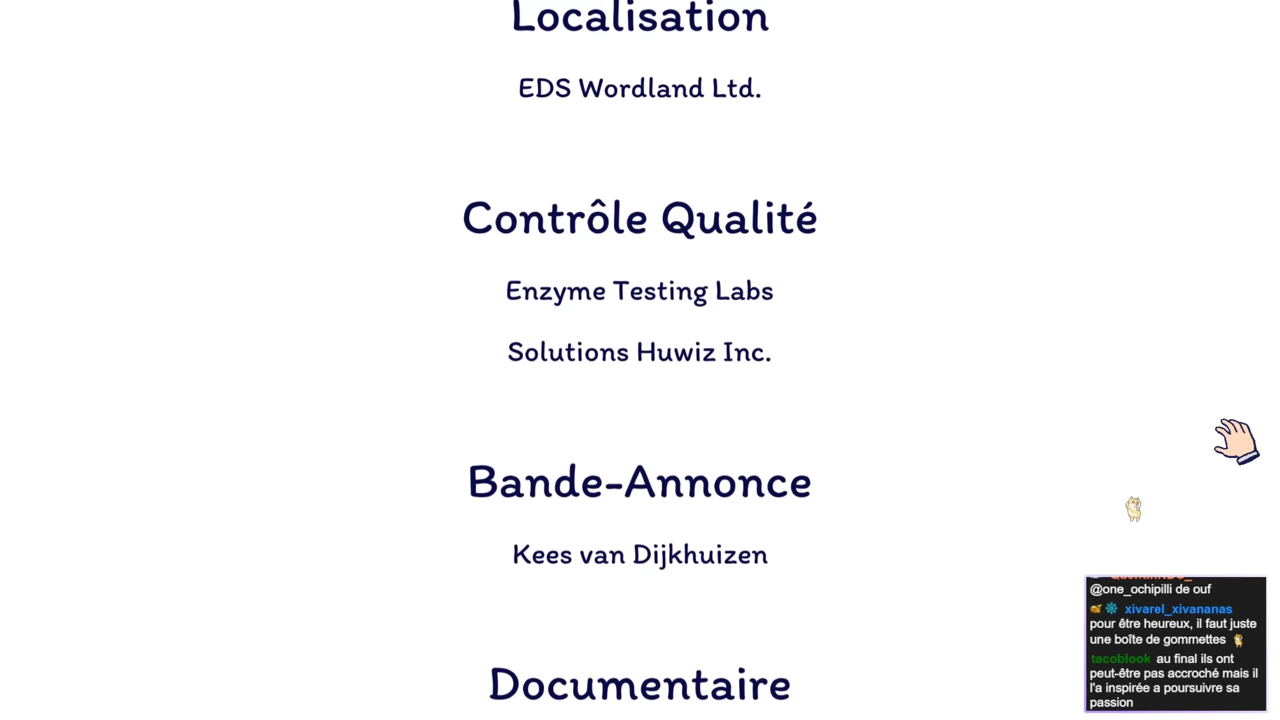 Localisation
EDS Wordland Ltd.
Contrôle Qualité
Enzyme Testing Labs
Solutions Huwiz Inc.
Bande-Annonce
Kees van Dijkhuizen
Documentaire
@one_ochipilli de ouf
xivarel_xivananas
pour être heureux, il faut juste
une boîte de gommettes
tacoblook au final ils ont
peut-être pas accroché mais il
l'a inspirée a poursuivre sa
passion